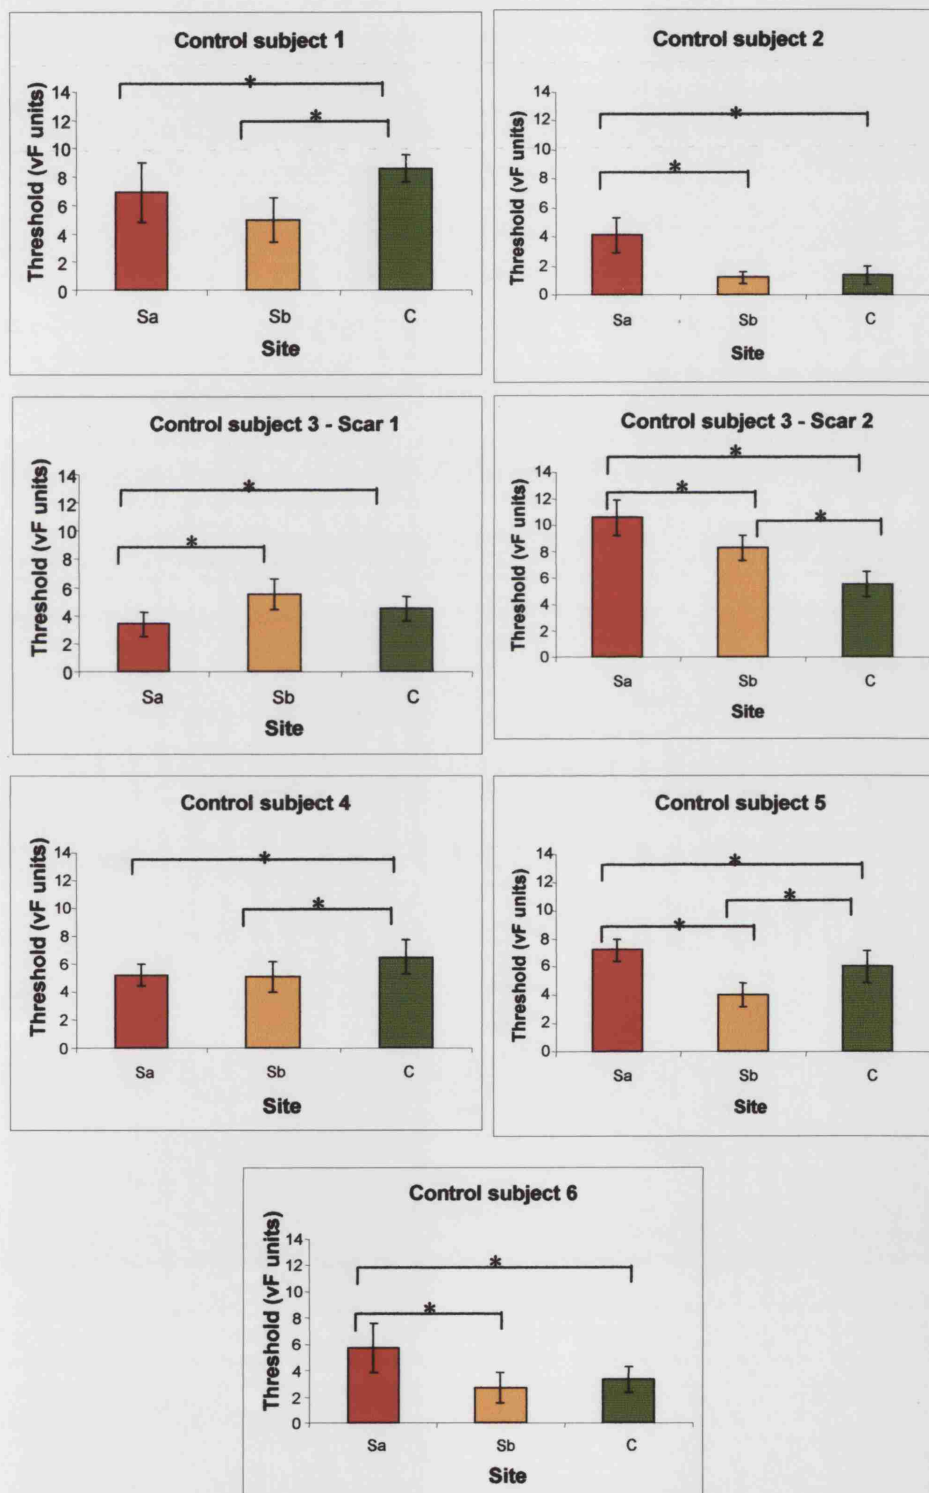 Control subject 1
Threshold (vF units)
14
12
10
8
6
4
2
0
*
*
Sa Sb C
Site
Control subject 2
Threshold (vF units)
14
12
10
8
6
4
2
0
*
*
Sa Sb C
Site
Control subject 3 - Scar 1
Threshold (vF units)
14
12
10
8
6
4
2
0
*
*
Sa Sb C
Site
Control subject 3 - Scar 2
Threshold (vF units)
14
12
10
8
6
4
2
0
*
*
*
Sa Sb C
Site
Control subject 4
Threshold (vF units)
14
12
10
8
6
4
2
0
*
*
Sa Sb C
Site
Control subject 5
Threshold (vF units)
14
12
10
8
6
4
2
0
*
*
*
Sa Sb C
Site
Control subject 6
Threshold (vF units)
14
12
10
8
6
4
2
0
*
*
Sa Sb C
Site